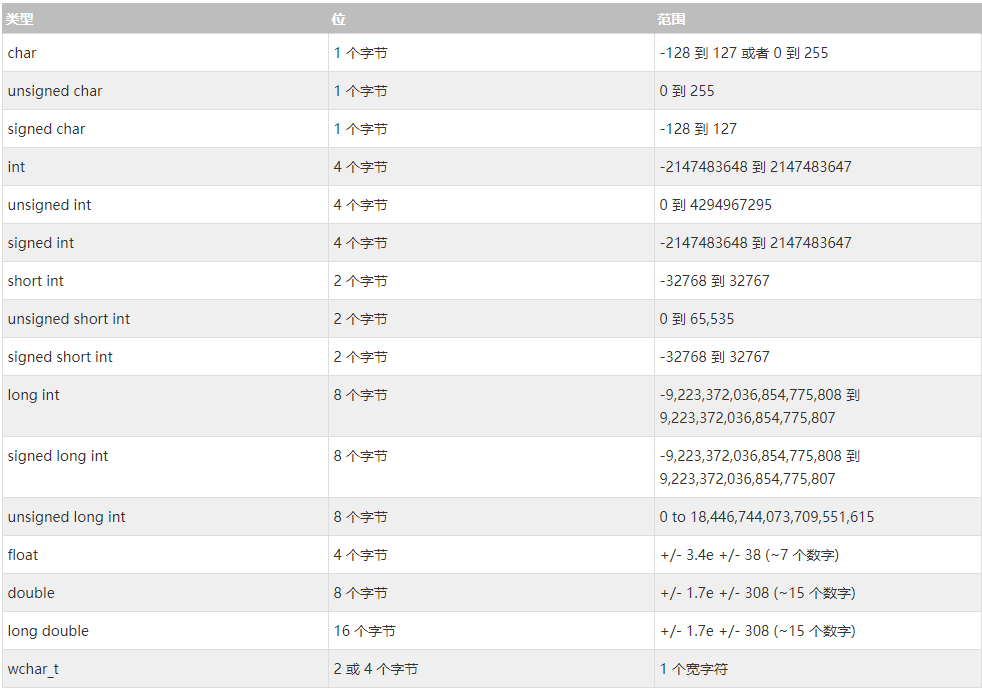 类型 位 范围
char 1 个字节 -128 到 127 或者 0 到 255
unsigned char 1 个字节 0 到 255
signed char 1 个字节 -128 到 127
int 4 个字节 -2147483648 到 2147483647
unsigned int 4 个字节 0 到 4294967295
signed int 4 个字节 -2147483648 到 2147483647
short int 2 个字节 -32768 到 32767
unsigned short int 2 个字节 0 到 65,535
signed short int 2 个字节 -32768 到 32767
long int 8 个字节 -9,223,372,036,854,775,808 到
9,223,372,036,854,775,807
signed long int 8 个字节 -9,223,372,036,854,775,808 到
9,223,372,036,854,775,807
unsigned long int 8 个字节 0 to 18,446,744,073,709,551,615
float 4 个字节 +/- 3.4e +/- 38 (~7 个数字)
double 8 个字节 +/- 1.7e +/- 308 (~15 个数字)
long double 16 个字节 +/- 1.7e +/- 308 (~15 个数字)
wchar_t 2 或 4 个字节 1 个宽字符